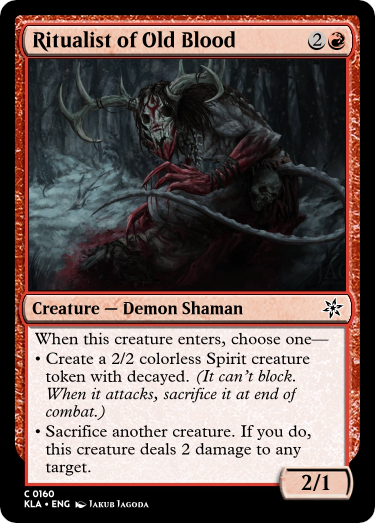 Ritualist of Old Blood 2
Creature — Demon Shaman
When this creature enters, choose one—
• Create a 2/2 colorless Spirit creature
token with decayed. (It can't block.
When it attacks, sacrifice it at end of
combat.)
• Sacrifice another creature. If you do,
this creature deals 2 damage to any
target.
2/1
C 0160
KLA • ENG Jakub Jagoda